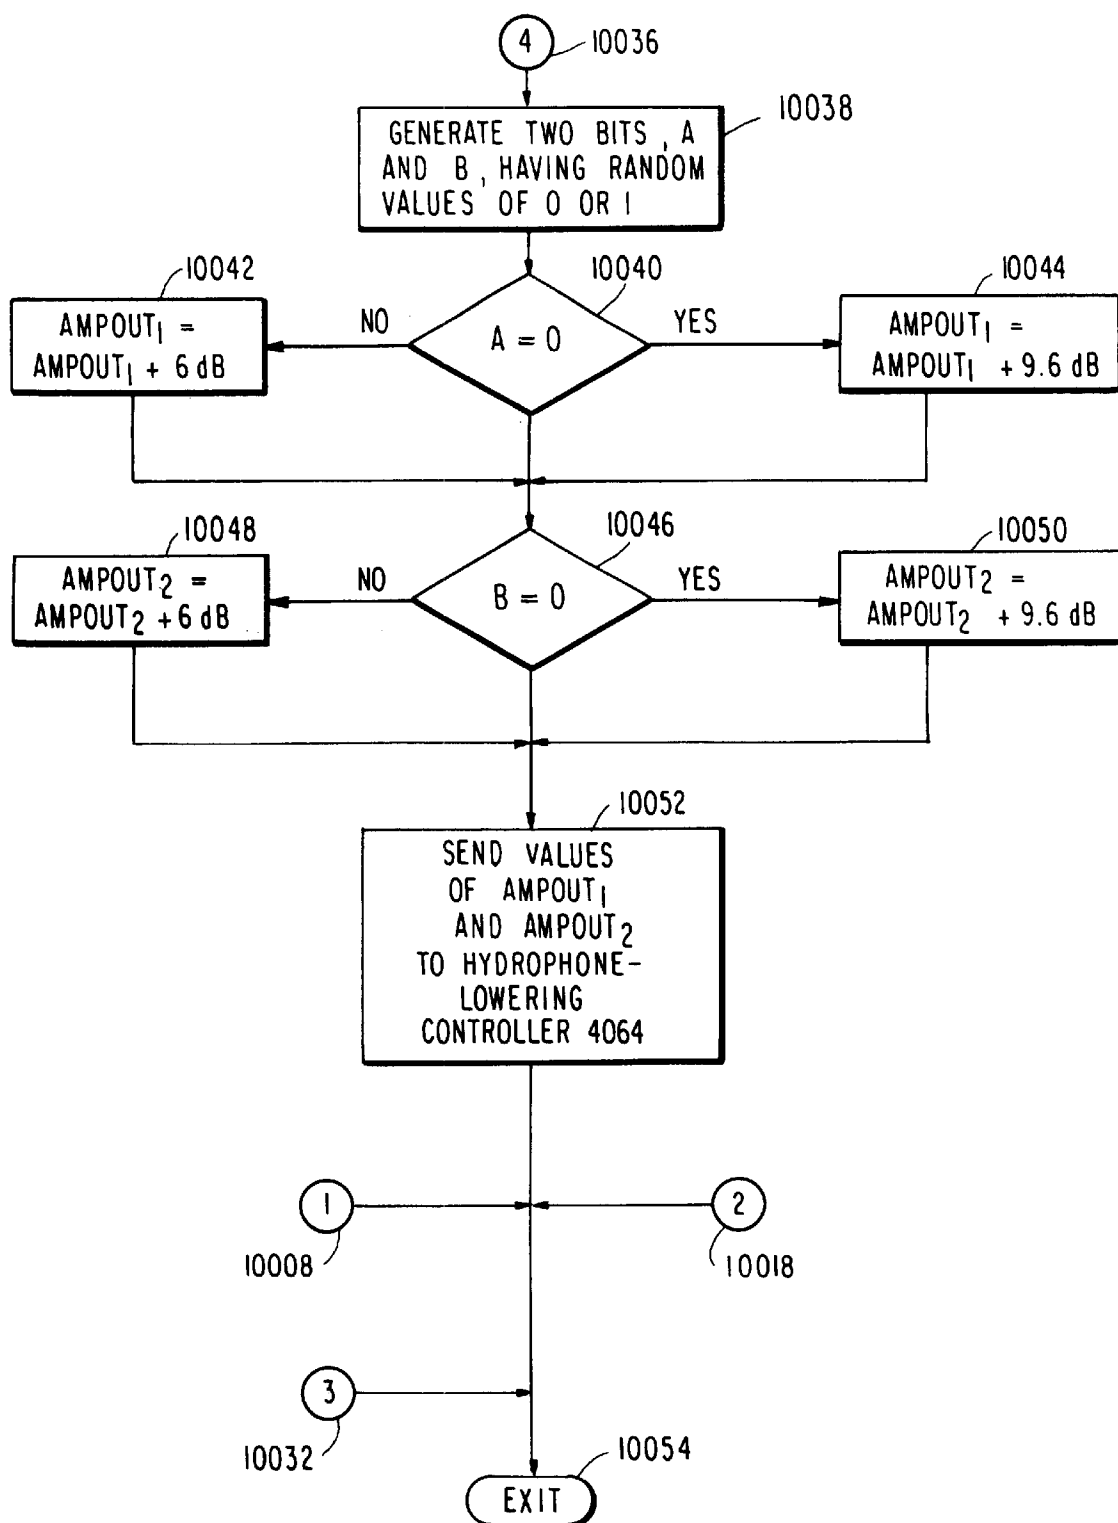 4
10036
10038
GENERATE TWO BITS, A
AND B, HAVING RANDOM
VALUES OF 0 OR 1
10042
10040
10044
AMPOUT1 =
AMPOUT1 + 6 dB
NO
A = 0
YES
AMPOUT1 =
AMPOUT1 + 9.6 dB
10048
10046
10050
AMPOUT2 =
AMPOUT2 + 6 dB
NO
B = 0
YES
AMPOUT2 =
AMPOUT2 + 9.6 dB
10052
SEND VALUES
OF AMPOUT1
AND AMPOUT2
TO HYDROPHONE-
LOWERING
CONTROLLER 4064
1
2
10008
10018
3
10032
10054
EXIT